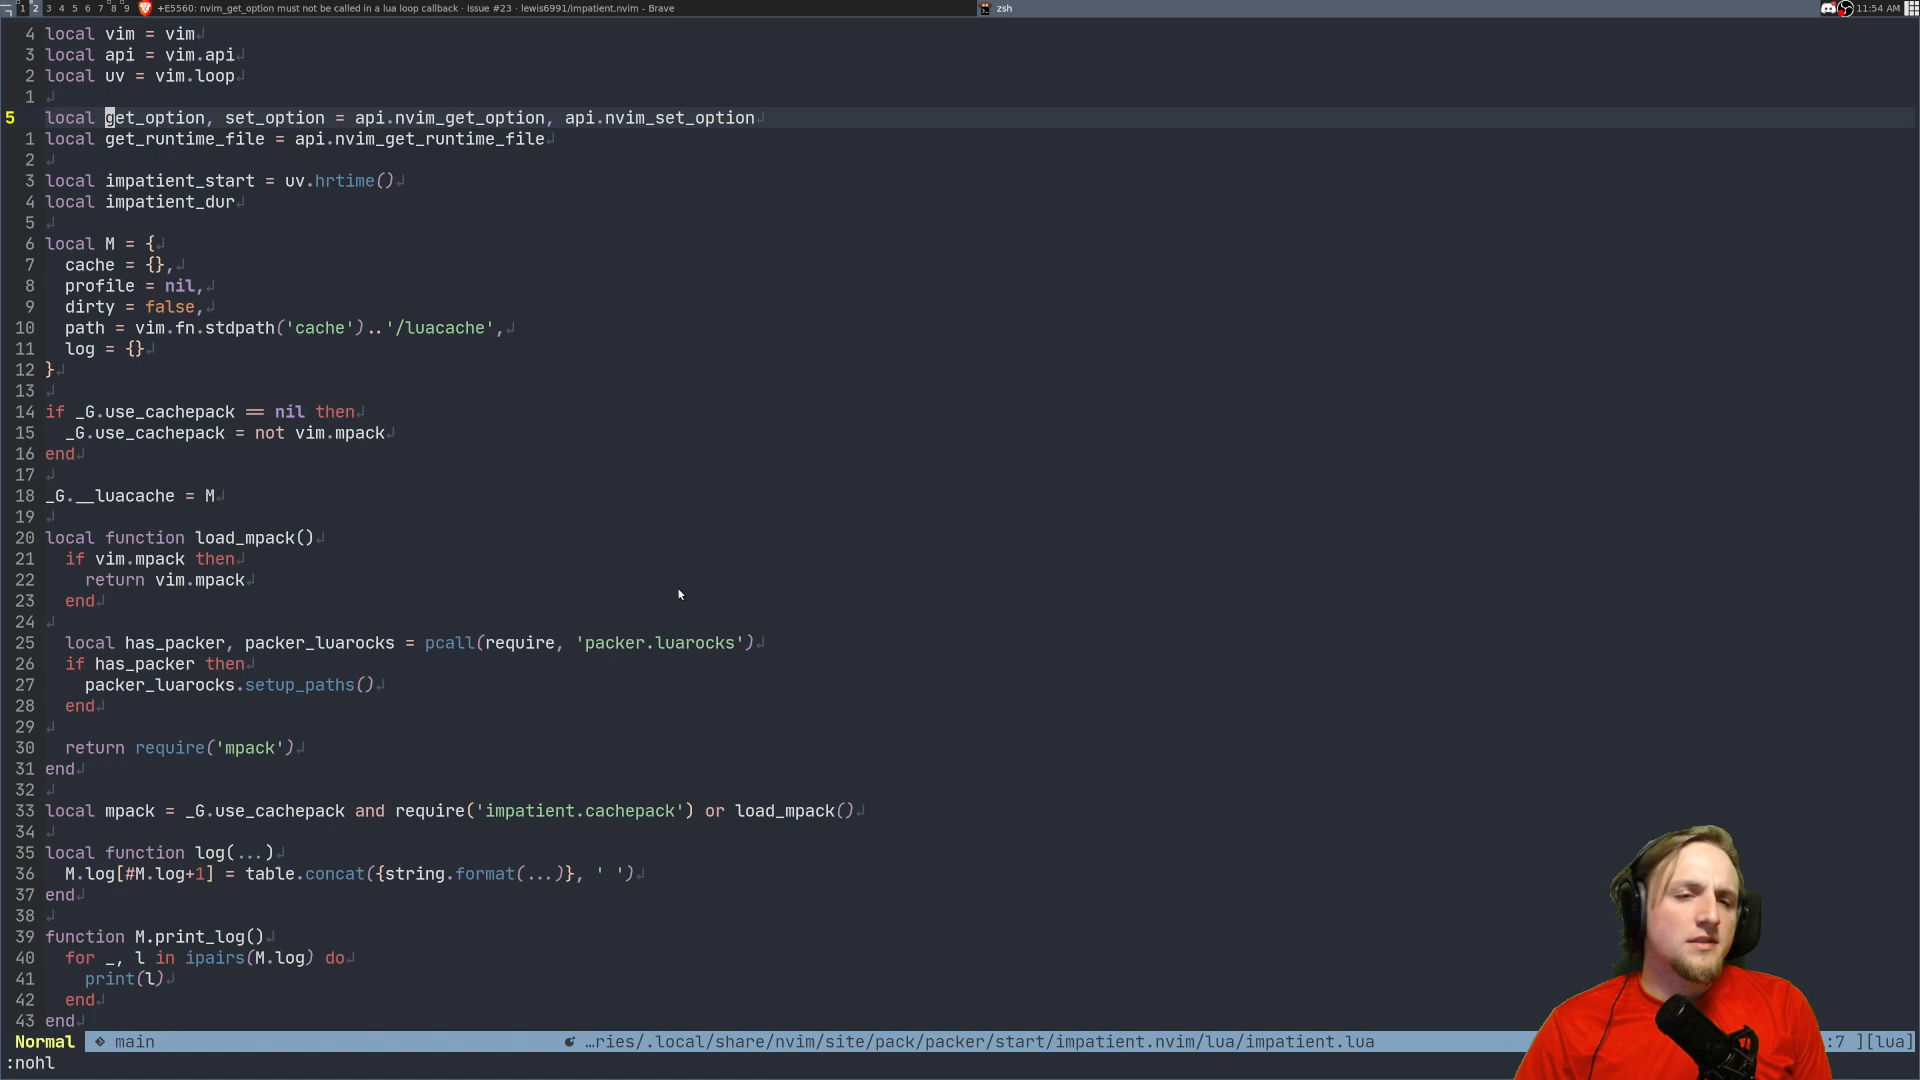 1 2 3 4 5 6 7 8 9 +E5560: nvim_get_option must not be called in a lua loop callback · Issue #23 · lewis6991/impatient.nvim - Brave zsh 11:54 AM
4 local vim = vim
3 local api = vim.api
2 local uv = vim.loop
1
5 local get_option, set_option = api.nvim_get_option, api.nvim_set_option
1 local get_runtime_file = api.nvim_get_runtime_file
2
3 local impatient_start = uv.hrtime()
4 local impatient_dur
5
6 local M = {
7   cache = {},
8   profile = nil,
9   dirty = false,
10   path = vim.fn.stdpath('cache')..'/luacache',
11   log = {}
12 }
13
14 if _G.use_cachepack == nil then
15   _G.use_cachepack = not vim.mpack
16 end
17
18 _G.__luacache = M
19
20 local function load_mpack()
21   if vim.mpack then
22     return vim.mpack
23   end
24
25   local has_packer, packer_luarocks = pcall(require, 'packer.luarocks')
26   if has_packer then
27     packer_luarocks.setup_paths()
28   end
29
30   return require('mpack')
31 end
32
33 local mpack = _G.use_cachepack and require('impatient.cachepack') or load_mpack()
34
35 local function log(...)
36   M.log[#M.log+1] = table.concat({string.format(...)}, ' ')
37 end
38
39 function M.print_log()
40   for _, l in ipairs(M.log) do
41     print(l)
42   end
43 end
Normal main …ries/.local/share/nvim/site/pack/packer/start/impatient.nvim/lua/impatient.lua :7 ][lua]
:nohl